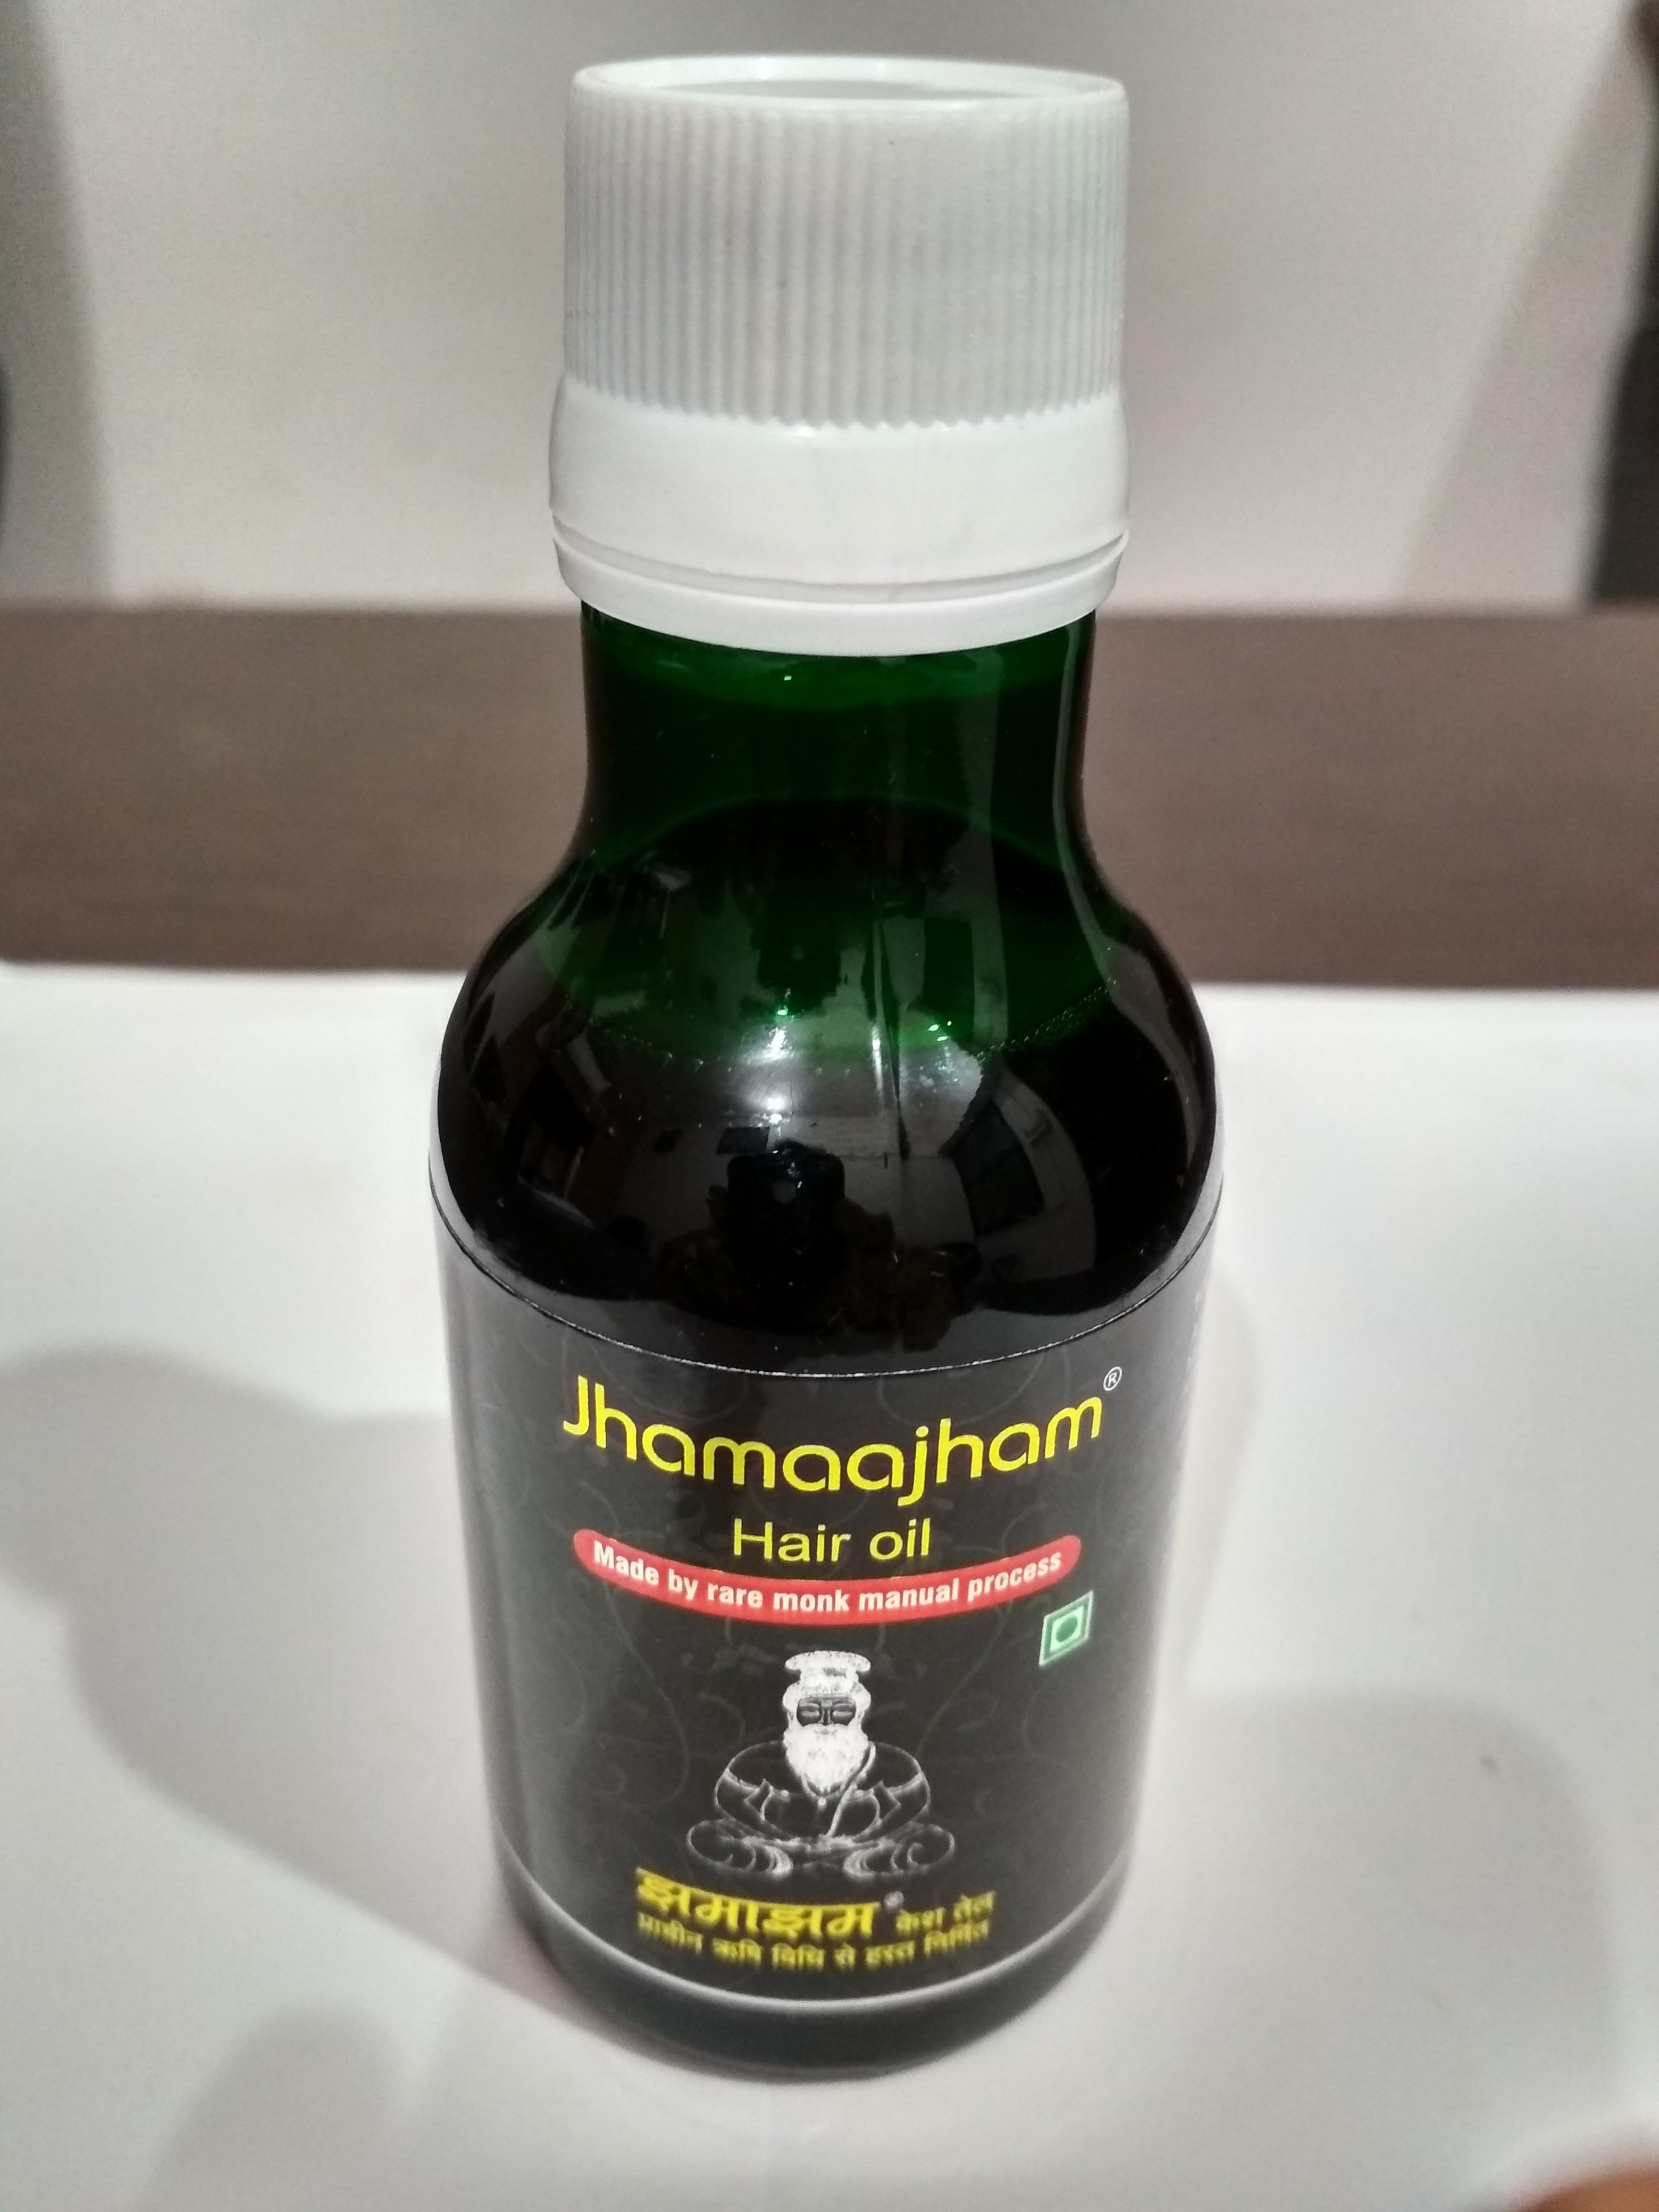 Jhamaajham®
Hair oil
Made by rare monk manual process
झमाझम® केश तेल
प्राचीन ऋषि विधि से हस्त निर्मित